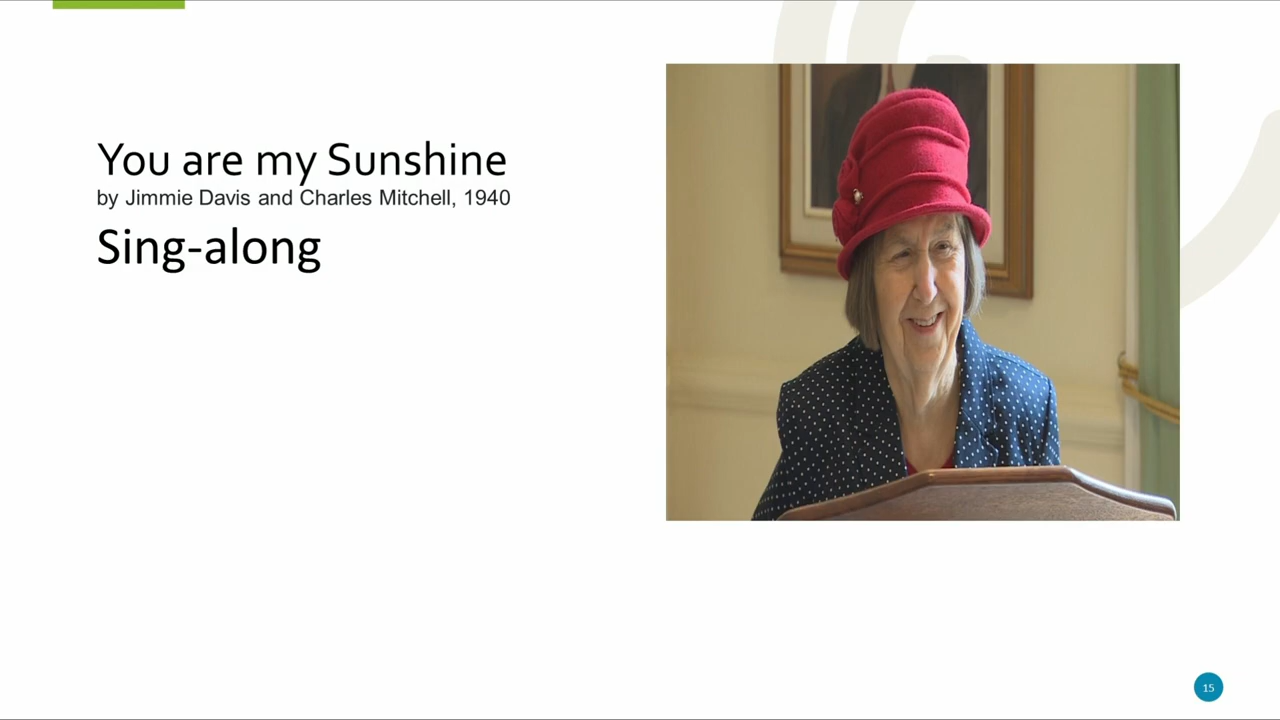 You are my Sunshine
by Jimmie Davis and Charles Mitchell, 1940
Sing-along
15